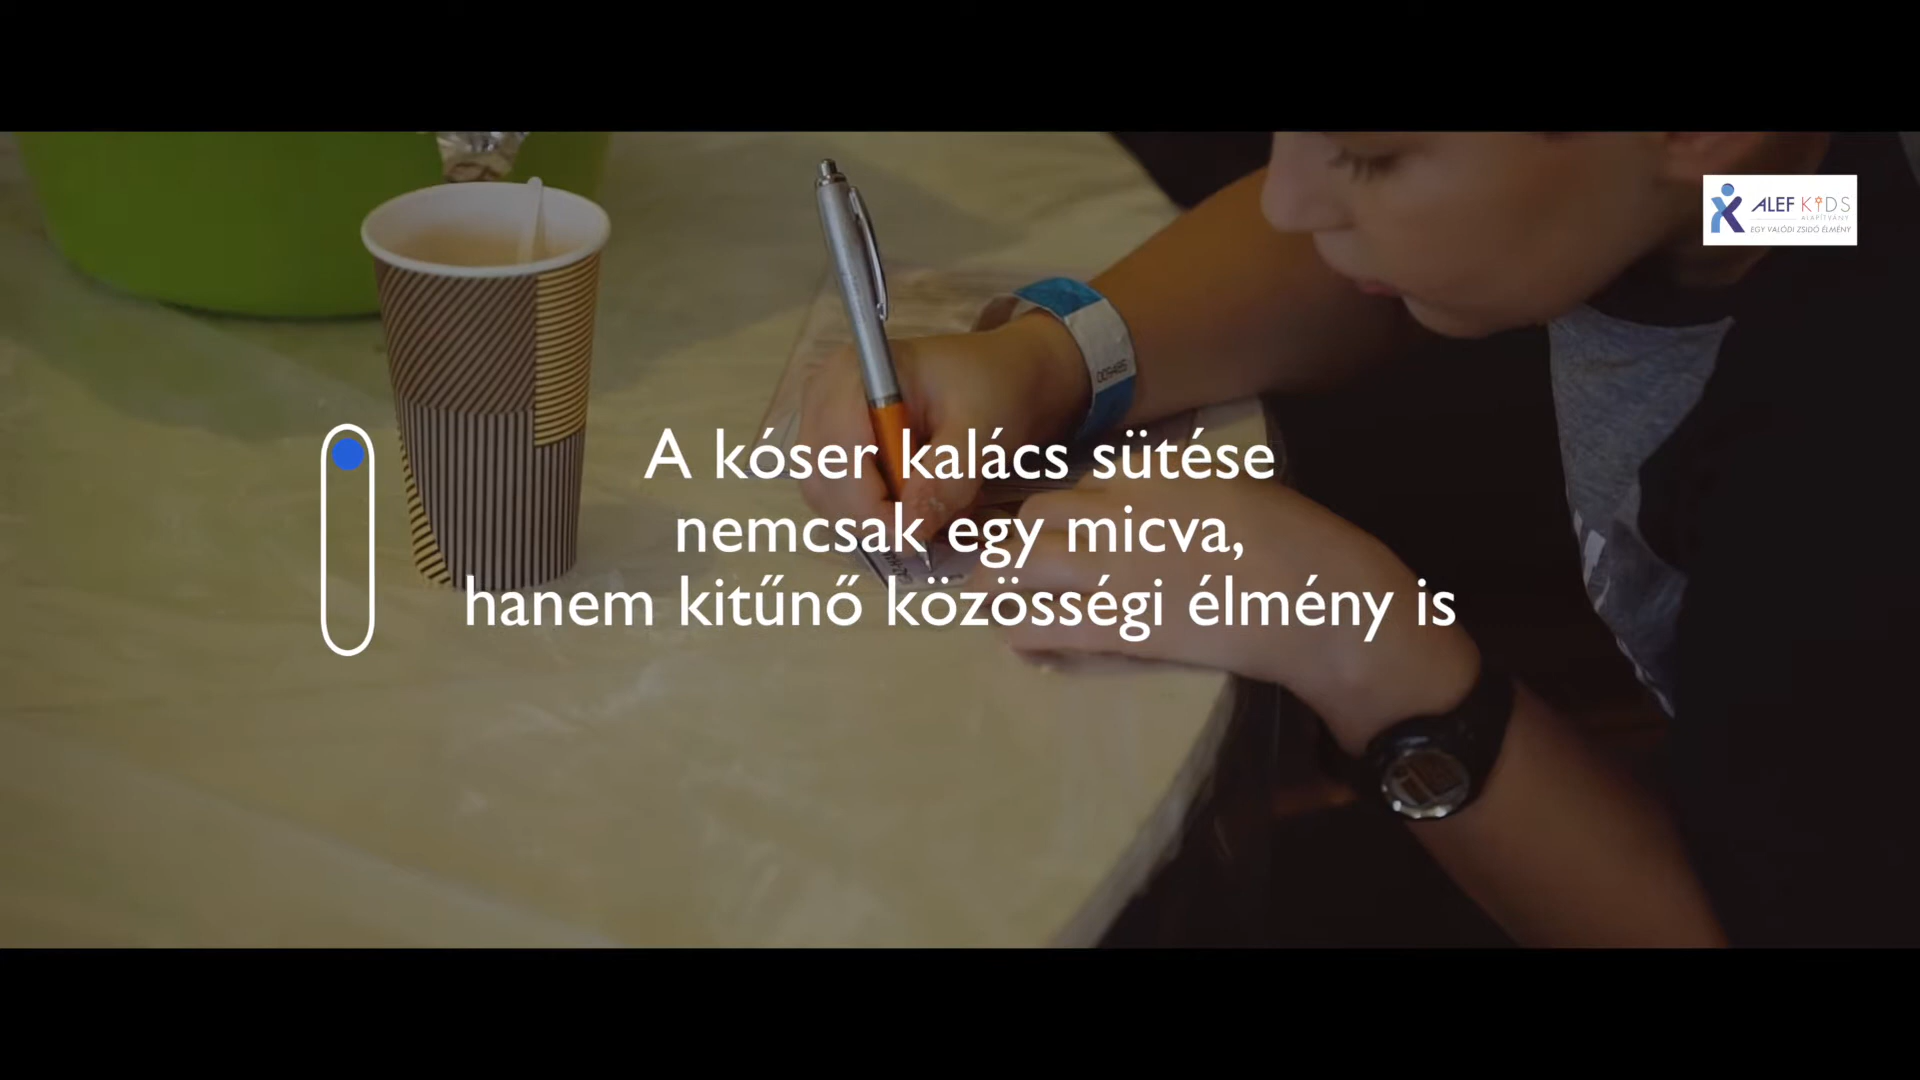 ALEF KIDS
ALAPÍTVÁNY
EGY VALÓDI ZSIDÓ ÉLMÉNY
A kóser kalács sütése
nemcsak egy micva,
hanem kitűnő közösségi élmény is